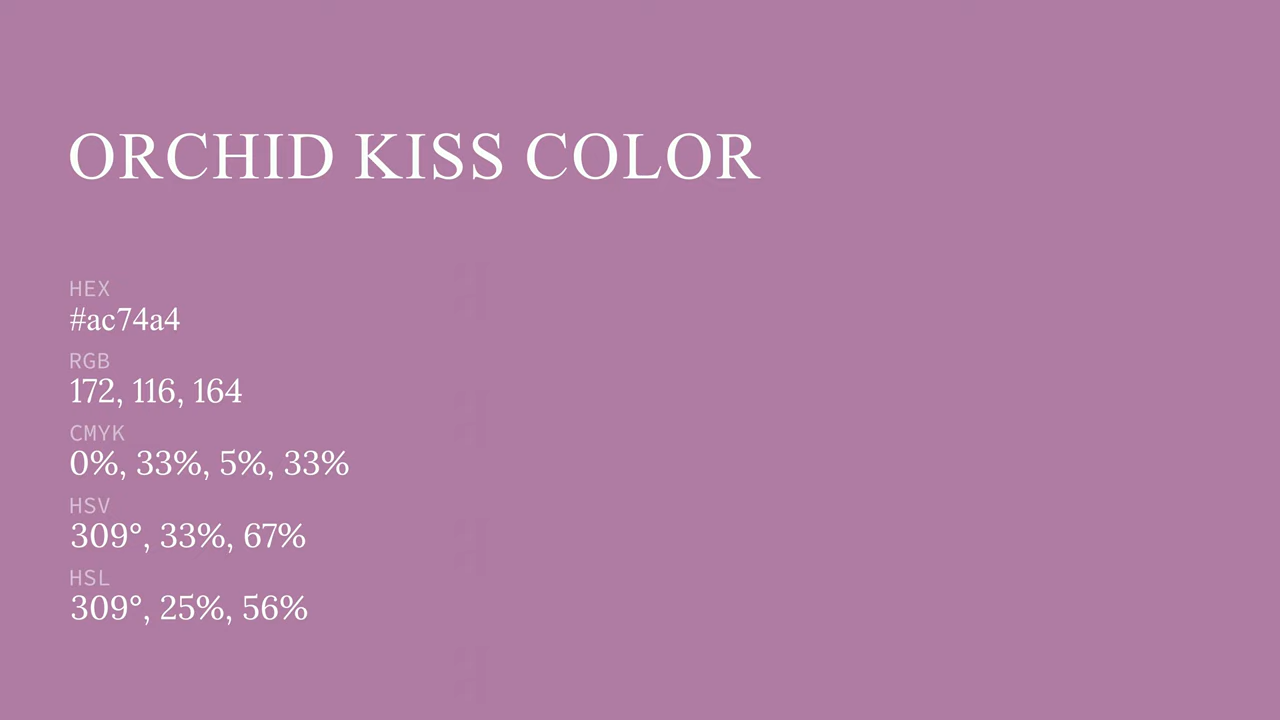 ORCHID KISS COLOR
HEX
#ac74a4
RGB
172, 116, 164
CMYK
0%, 33%, 5%, 33%
HSV
309°, 33%, 67%
HSL
309°, 25%, 56%